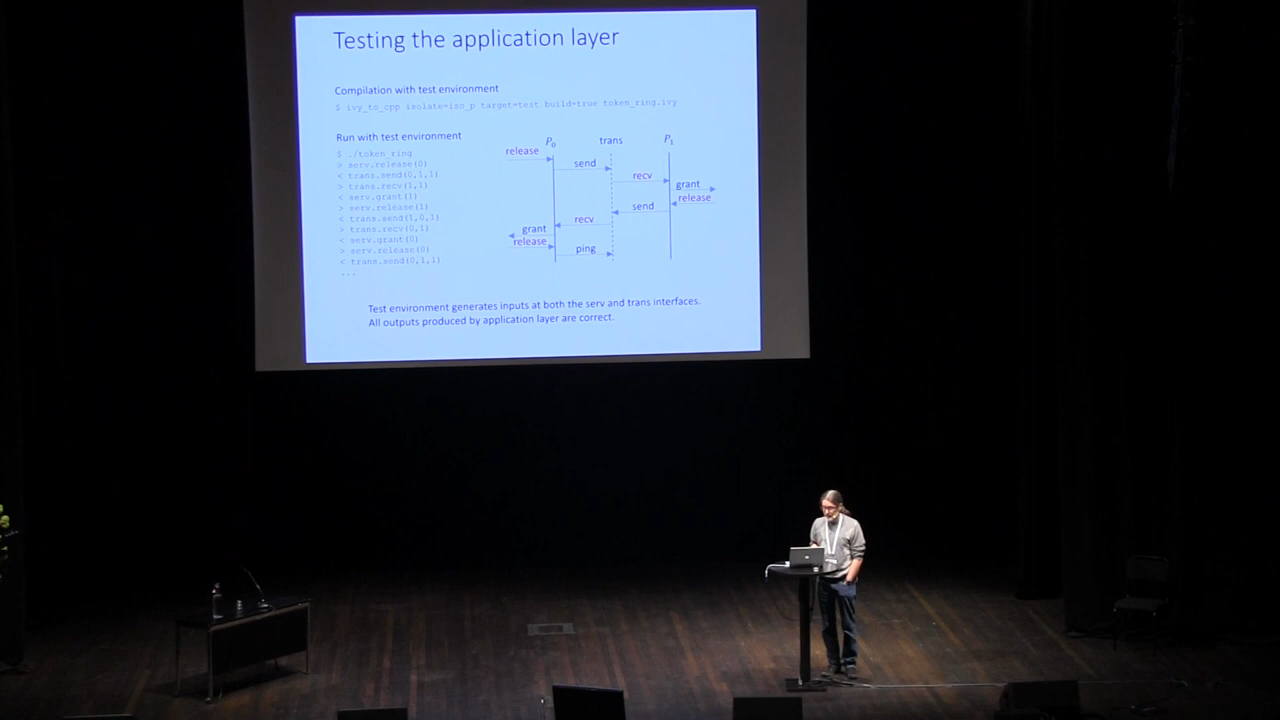 Testing the application layer
Compilation with test environment
$ ivy_to_cpp isolate=iso_p target=test build=true token_ring.ivy
Run with test environment
$ ./token_ring
> serv.release(0)
< trans.send(0,1,1)
> trans.recv(1,1)
< serv.grant(1)
> serv.release(1)
< trans.send(1,0,1)
> trans.recv(0,1)
< serv.grant(0)
> serv.release(0)
< trans.send(0,1,1)
...
P0 trans P1
release
send
recv
grant
release
send
recv
grant
release
ping
Test environment generates inputs at both the serv and trans interfaces.
All outputs produced by application layer are correct.